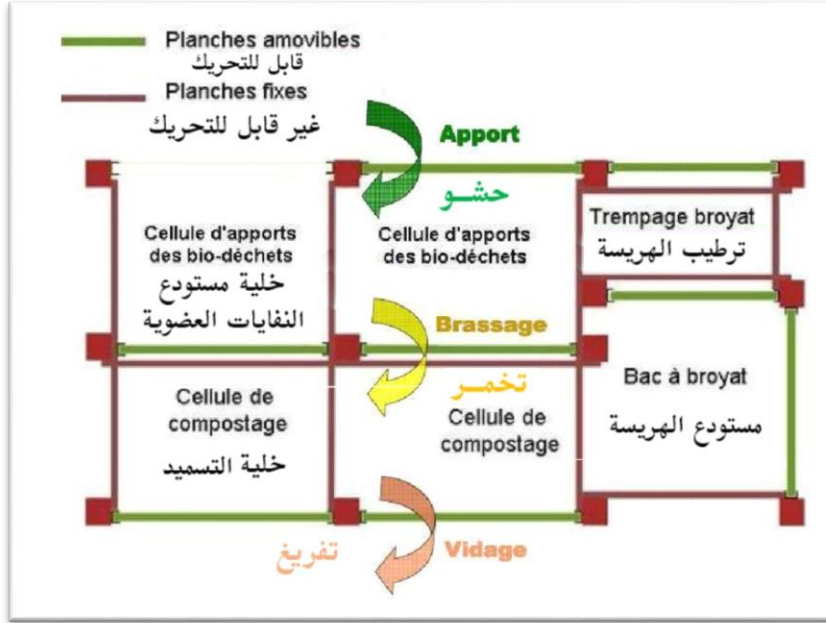 Planches amovibles
قابل للتحريك
Planches fixes
غير قابل للتحريك
Apport
حشــو
Cellule d'apports
des bio-déchets
خلية مستودع
النفايات العضوية
Cellule d'apports
des bio-déchets
Trempage broyat
ترطيب الهريسة
Brassage
تخمــر
Cellule de
compostage
خلية التسميد
Cellule de
compostage
Bac à broyat
مستودع الهريسة
Vidage
تفريغ